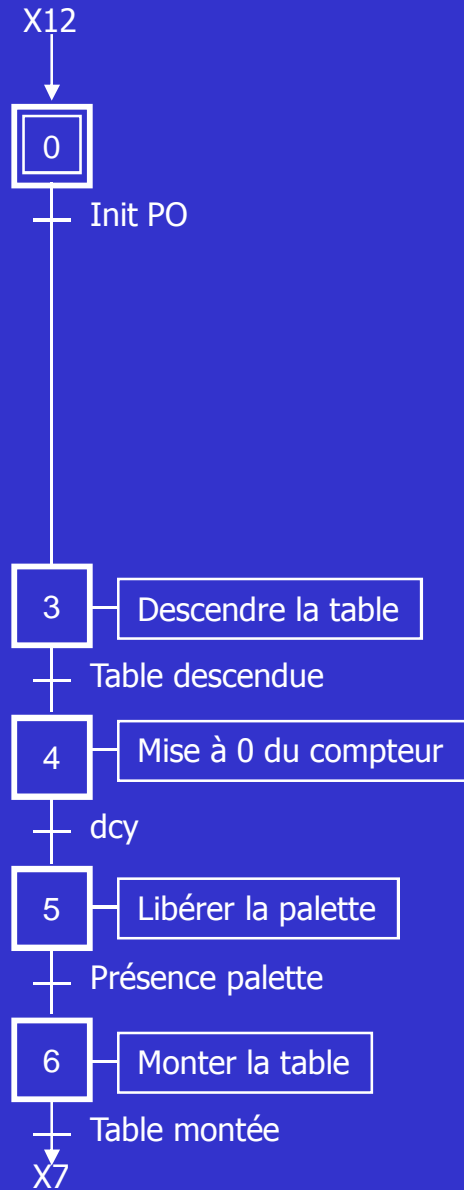 X12
0
Init PO
3
Descendre la table
Table descendue
4
Mise à 0 du compteur
dcy
5
Libérer la palette
Présence palette
6
Monter la table
Table montée
X7